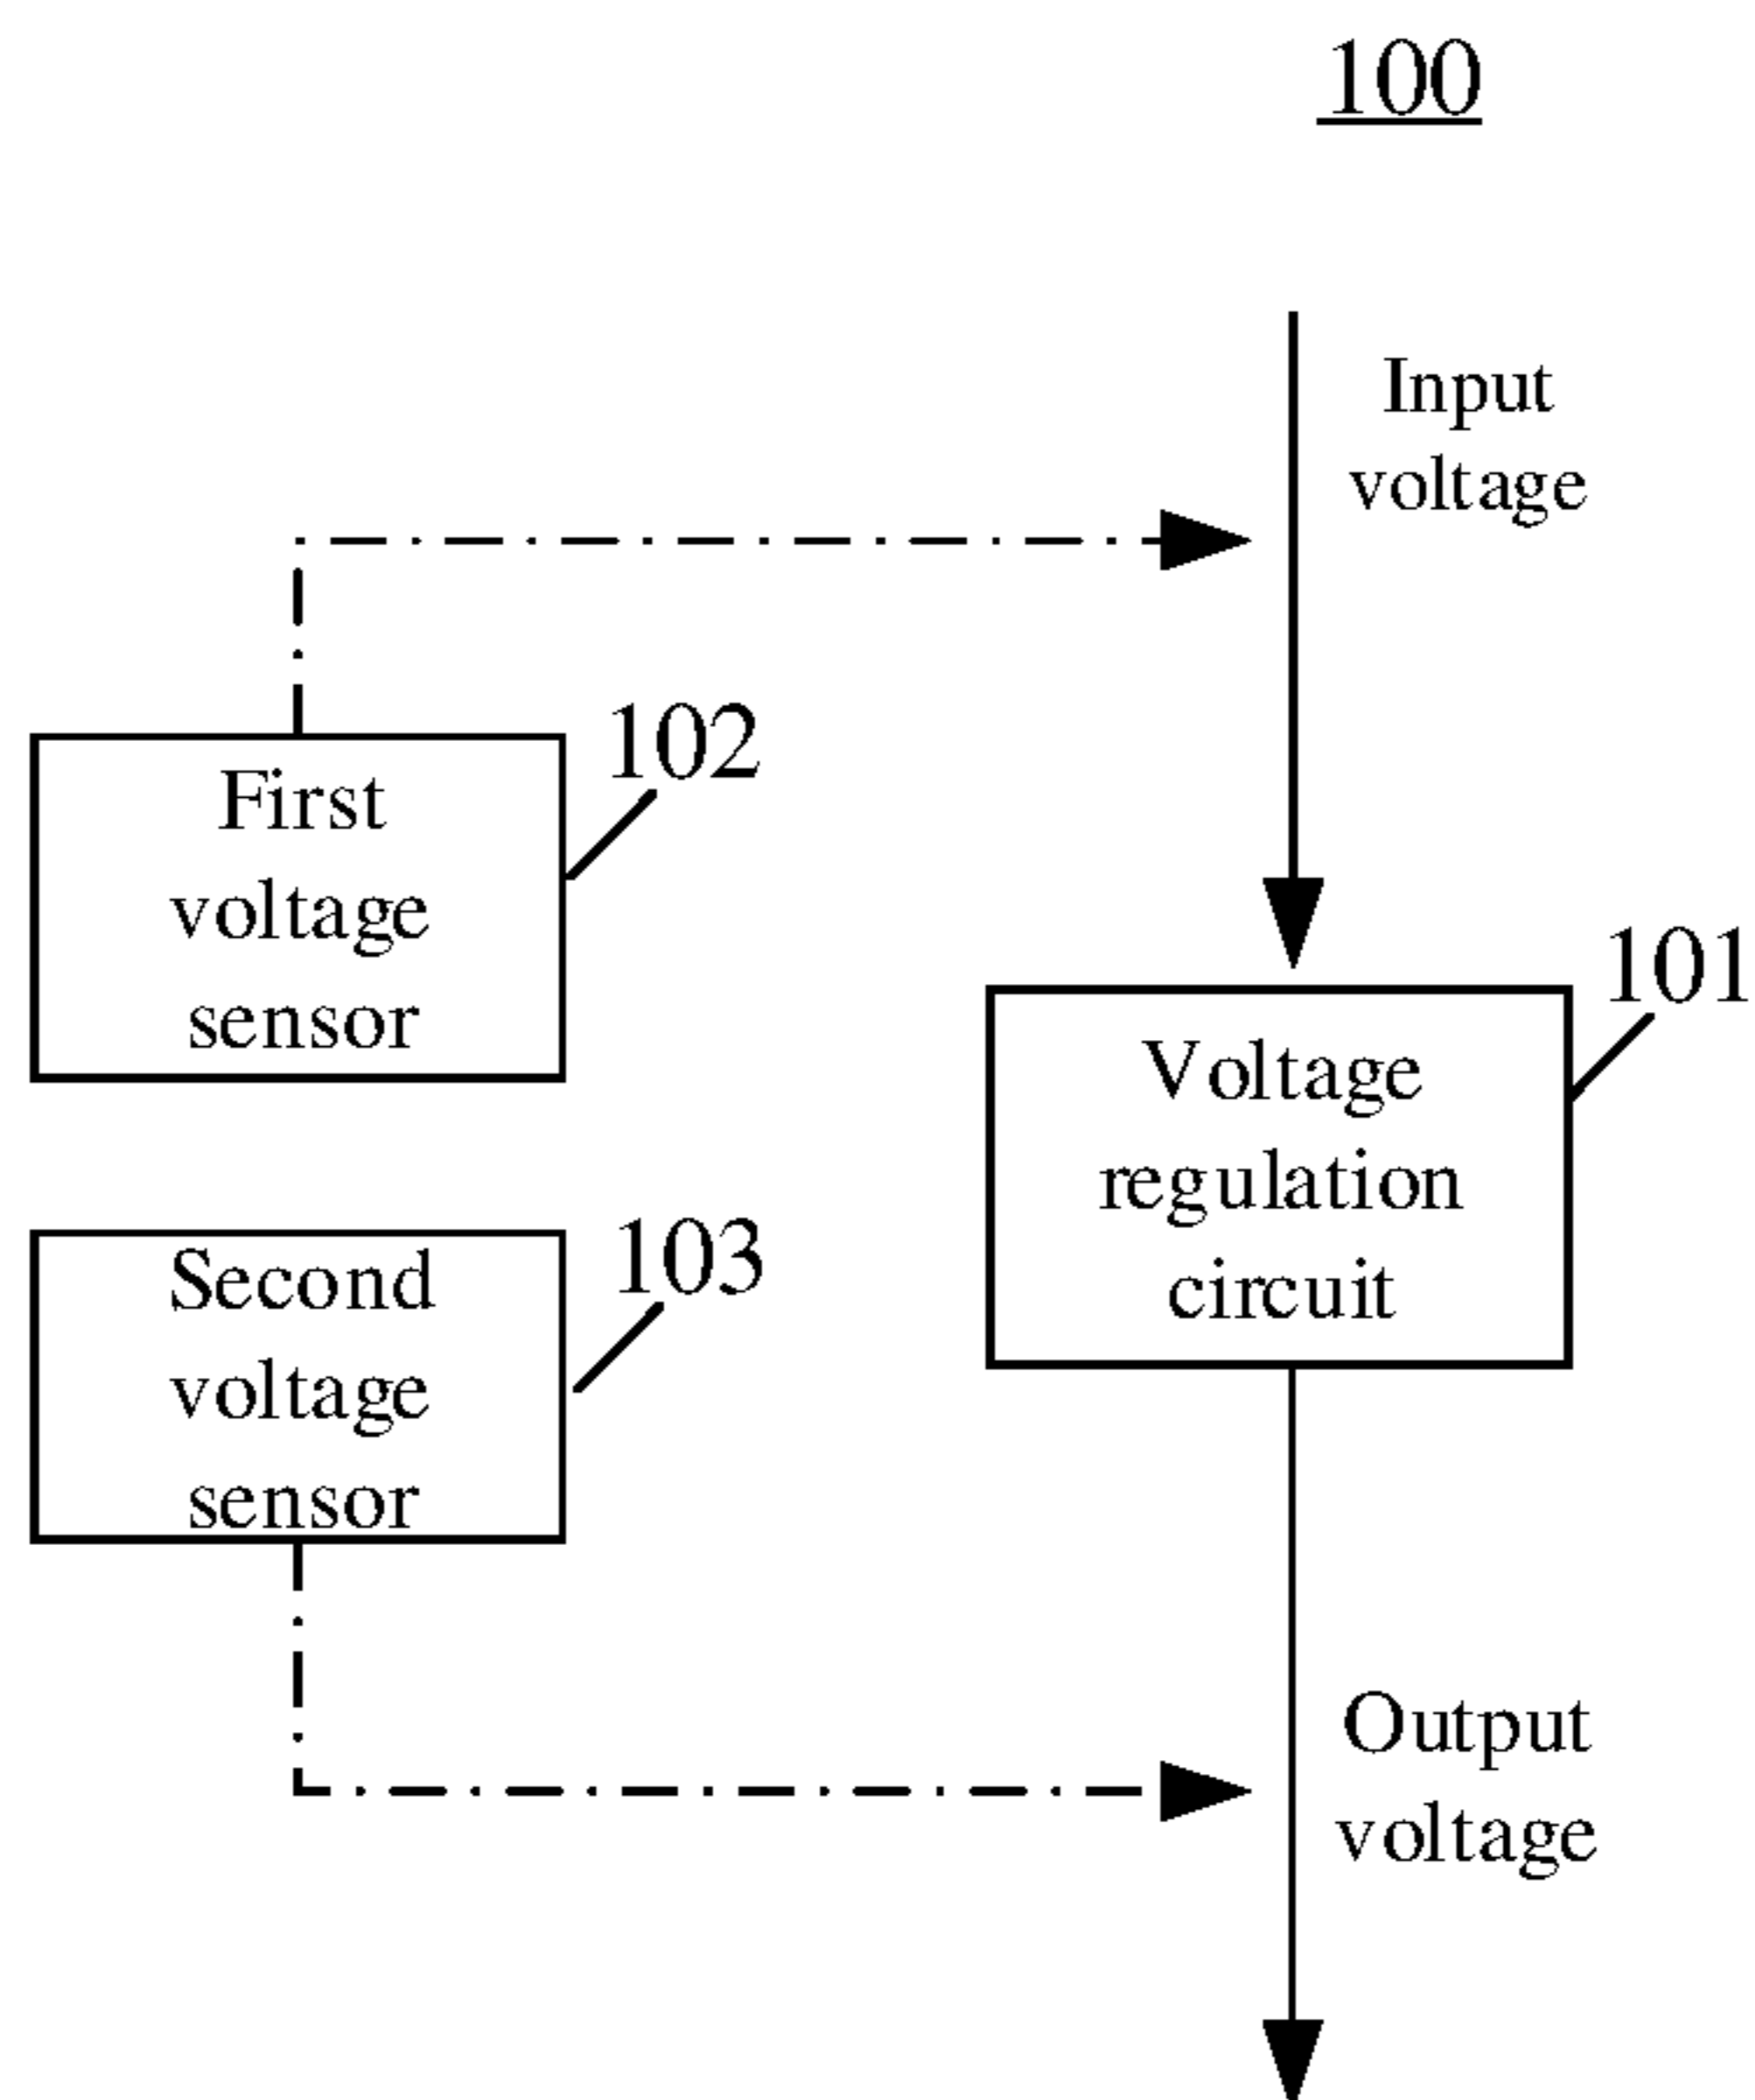 100
Input
voltage
102
First
voltage
sensor
101
Voltage
regulation
circuit
103
Second
voltage
sensor
Output
voltage